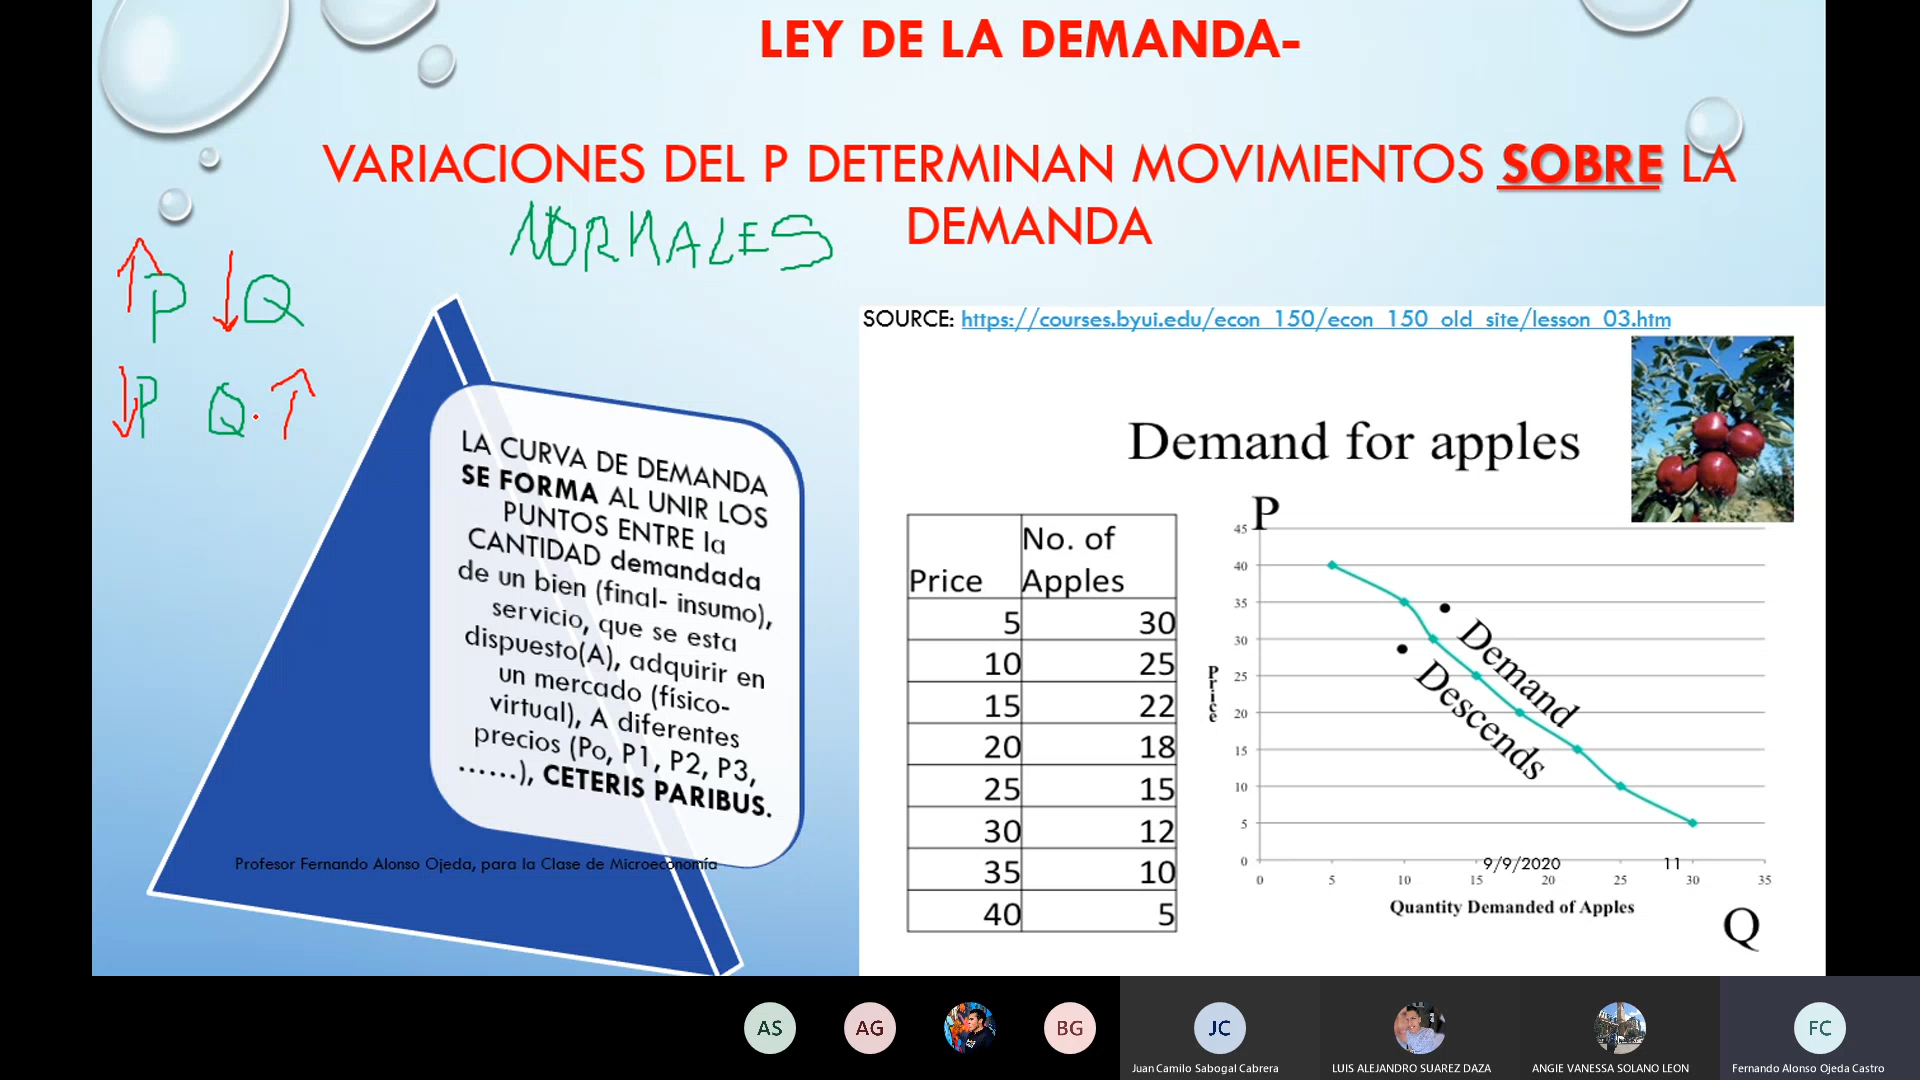 LEY DE LA DEMANDA-
VARIACIONES DEL P DETERMINAN MOVIMIENTOS SOBRE LA
DEMANDA
NORMALES
↑P ↓Q
↓P Q.↑
LA CURVA DE DEMANDA
SE FORMA AL UNIR LOS
PUNTOS ENTRE la
CANTIDAD demandada
de un bien (final- insumo),
servicio, que se esta
dispuesto(A), adquirir en
un mercado (físico-
virtual), A diferentes
precios (Po, P1, P2, P3,
......), CETERIS PARIBUS.
Profesor Fernando Alonso Ojeda, para la Clase de Microeconomía
SOURCE: https://courses.byui.edu/econ_150/econ_150_old_site/lesson_03.htm
Demand for apples
Price No. of Apples
5 30
10 25
15 22
20 18
25 15
30 12
35 10
40 5
P
45
40
35
30
25
20
15
10
5
0
Price
• Demand
• Descends
0 5 10 15 20 25 30 35
9/9/2020 11
Quantity Demanded of Apples
Q
AS
AG
BG
JC
FC
Juan Camilo Sabogal Cabrera
LUIS ALEJANDRO SUAREZ DAZA
ANGIE VANESSA SOLANO LEON
Fernando Alonso Ojeda Castro